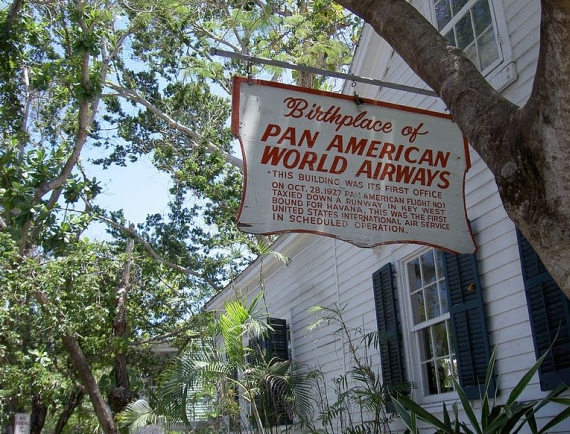 Birthplace of
PAN AMERICAN
WORLD AIRWAYS
THIS BUILDING WAS ITS FIRST OFFICE
ON OCT. 28, 1927 PAN AMERICAN FLIGHT NO1
TAXIED DOWN A RUNWAY IN KEY WEST
BOUND FOR HAVANA. THIS WAS THE FIRST
UNITED STATES INTERNATIONAL AIR SERVICE
IN SCHEDULED OPERATION.